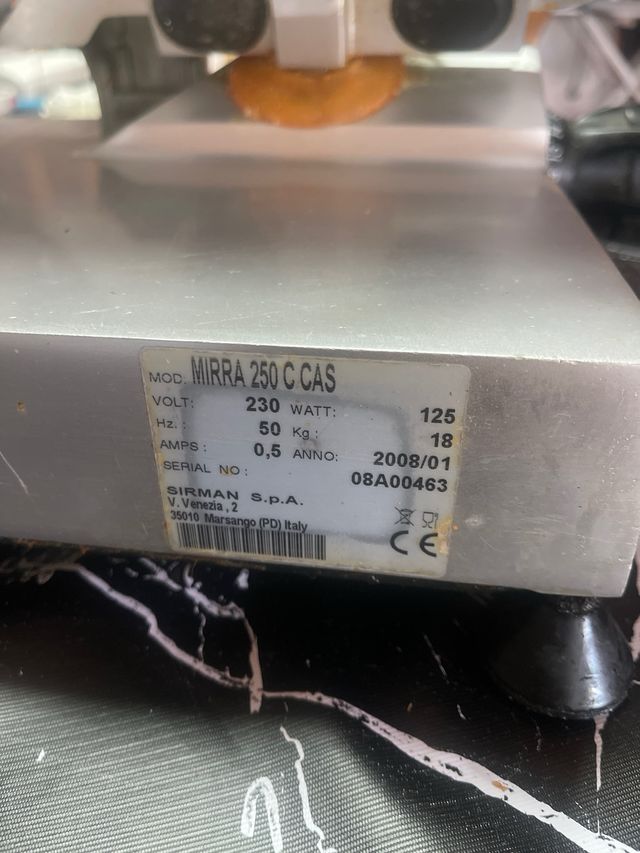 MOD. MIRRA 250 C CAS
VOLT: 230 WATT: 125
Hz.: 50 Kg: 18
AMPS: 0,5 ANNO: 2008/01
SERIAL NO: 08A00463
SIRMAN S.p.A.
V. Venezia, 2
35010 Marsango (PD) Italy
CE